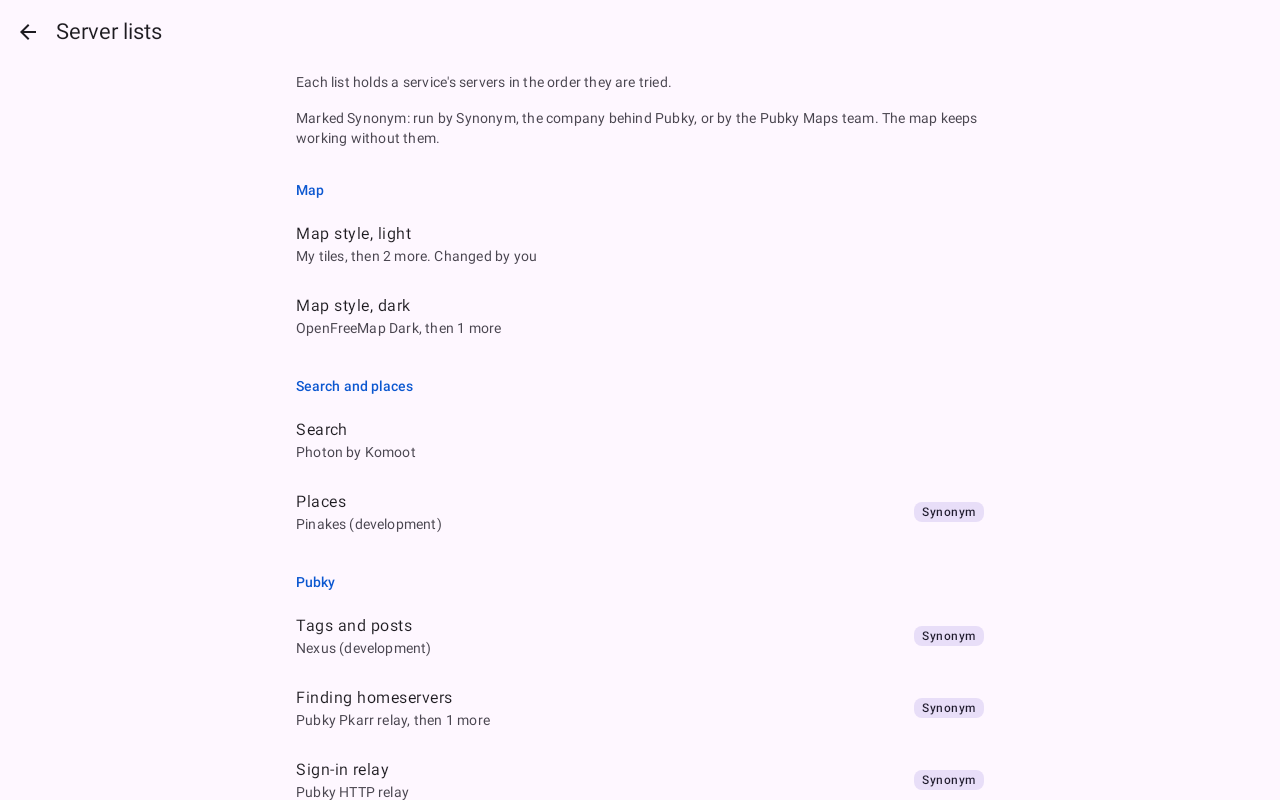 Server lists
Each list holds a service's servers in the order they are tried.
Marked Synonym: run by Synonym, the company behind Pubky, or by the Pubky Maps team. The map keeps
working without them.
Map
Map style, light
My tiles, then 2 more. Changed by you
Map style, dark
OpenFreeMap Dark, then 1 more
Search and places
Search
Photon by Komoot
Places
Pinakes (development)
Synonym
Pubky
Tags and posts
Nexus (development)
Synonym
Finding homeservers
Pubky Pkarr relay, then 1 more
Synonym
Sign-in relay
Pubky HTTP relay
Synonym